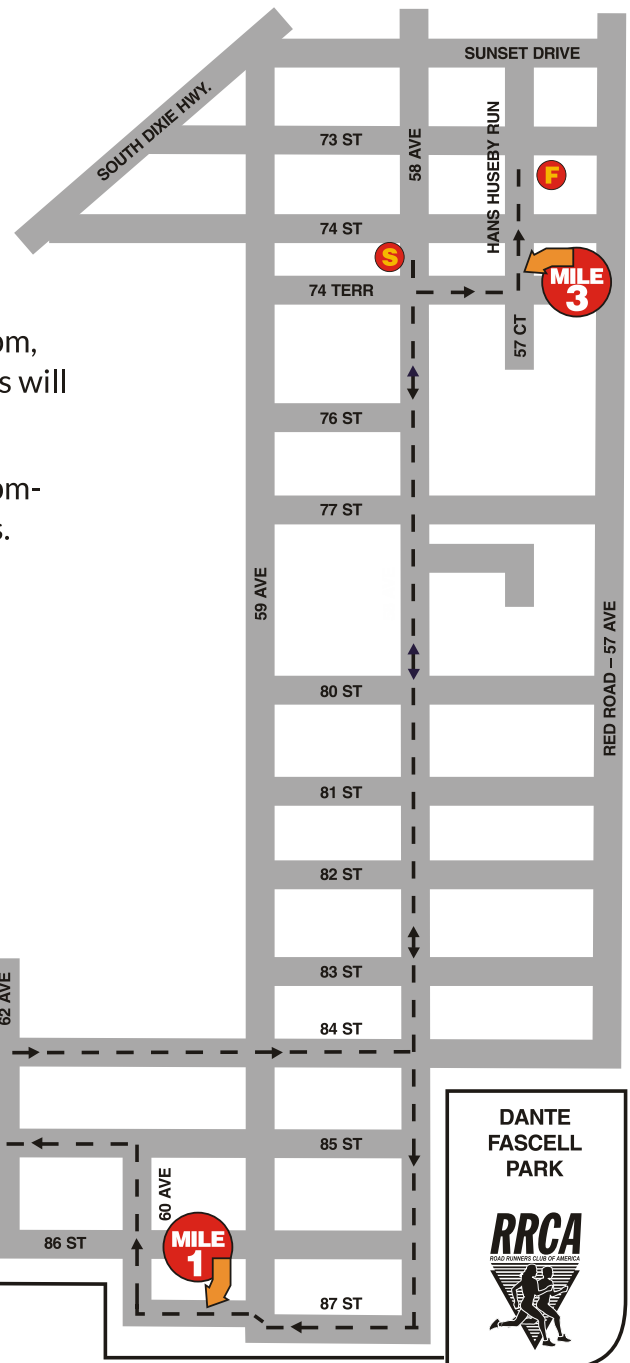 SUNSET DRIVE
SOUTH DIXIE HWY.
HANS HUSEBY RUN
58 AVE
73 ST
F
74 ST
S
MILE
3
74 TERR
57 CT
om,
s will
76 ST
om-
s.
77 ST
59 AVE
RED ROAD – 57 AVE
80 ST
81 ST
82 ST
83 ST
62 AVE
84 ST
DANTE
FASCELL
PARK
85 ST
60 AVE
86 ST
MILE
1
RRCA
ROAD RUNNERS CLUB OF AMERICA
87 ST